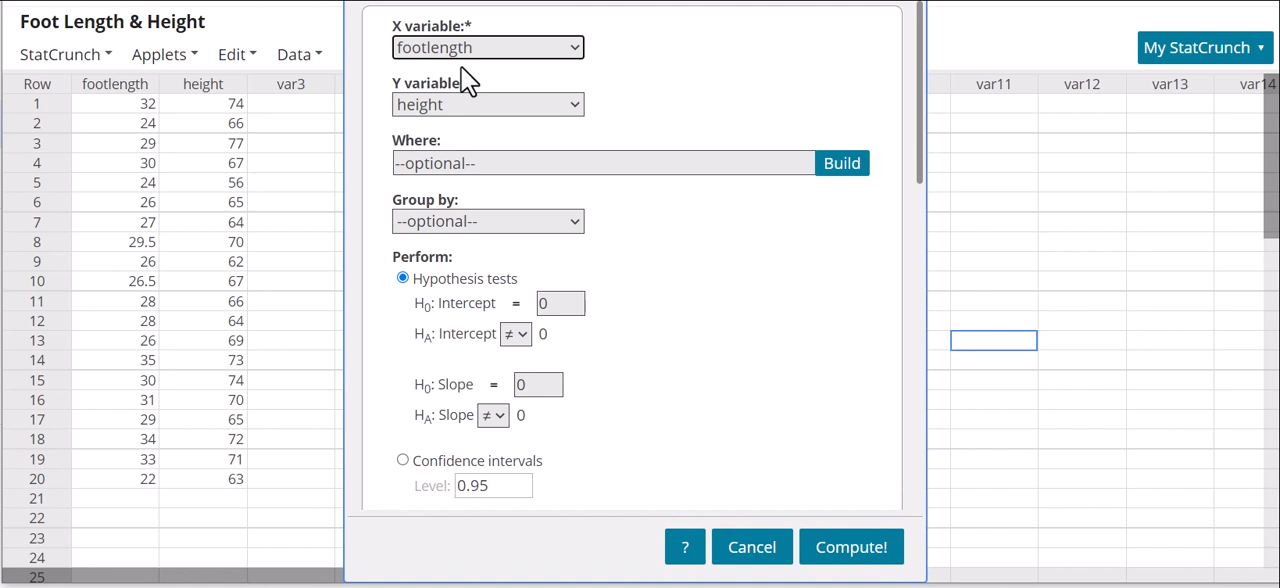 Foot Length & Height
StatCrunch Applets Edit Data
My StatCrunch
Row footlength height var3 var11 var12 var13 var14
1 32 74
2 24 66
3 29 77
4 30 67
5 24 56
6 26 65
7 27 64
8 29.5 70
9 26 62
10 26.5 67
11 28 66
12 28 64
13 26 69
14 35 73
15 30 74
16 31 70
17 29 65
18 34 72
19 33 71
20 22 63
21
22
23
24
25
X variable:*
footlength
Y variable
height
Where:
--optional-- Build
Group by:
--optional--
Perform:
Hypothesis tests
H0: Intercept = 0
HA: Intercept ≠ 0
H0: Slope = 0
HA: Slope ≠ 0
Confidence intervals
Level: 0.95
? Cancel Compute!